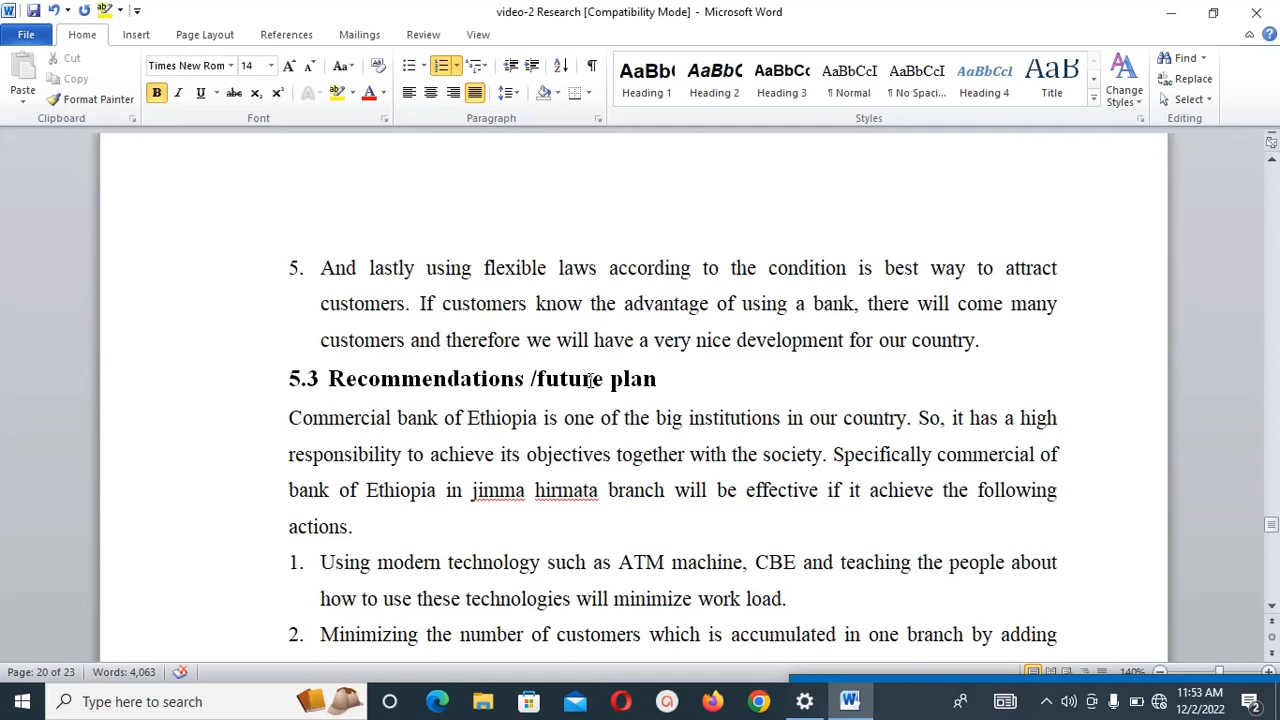 video-2 Research [Compatibility Mode] - Microsoft Word
File Home Insert Page Layout References Mailings Review View
Cut
Copy
Format Painter
Paste
Clipboard
Times New Rom 14
Font
Paragraph
AaBbC AaBbCc AaBbCc AaBbCcI AaBbCcI AaBbCcI AaB
Heading 1 Heading 2 Heading 3 ¶ Normal ¶ No Spaci... Heading 4 Title
Change Styles
Styles
Find
Replace
Select
Editing
5. And lastly using flexible laws according to the condition is best way to attract
customers. If customers know the advantage of using a bank, there will come many
customers and therefore we will have a very nice development for our country.
5.3 Recommendations /future plan
Commercial bank of Ethiopia is one of the big institutions in our country. So, it has a high
responsibility to achieve its objectives together with the society. Specifically commercial of
bank of Ethiopia in jimma hirmata branch will be effective if it achieve the following
actions.
1. Using modern technology such as ATM machine, CBE and teaching the people about
how to use these technologies will minimize work load.
2. Minimizing the number of customers which is accumulated in one branch by adding
Page: 20 of 23 Words: 4,063 140%
Type here to search
11:53 AM
12/2/2022
2